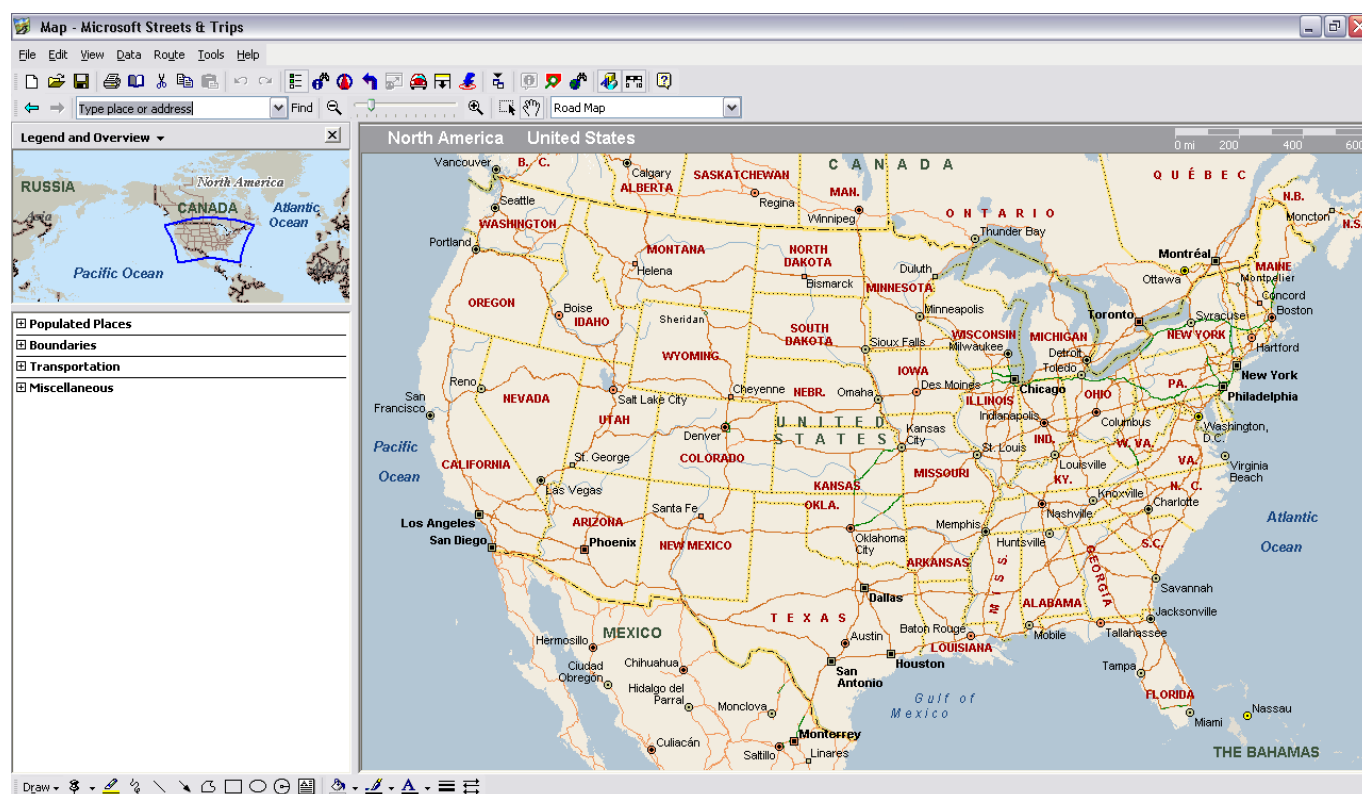 Map - Microsoft Streets & Trips
File Edit View Data Route Tools Help
Type place or address Find Road Map
Legend and Overview
RUSSIA
North America
CANADA
Asia
Atlantic
Ocean
Pacific Ocean
Populated Places
Boundaries
Transportation
Miscellaneous
North America United States
0 mi 200 400 600
Vancouver
B. C.
Calgary
ALBERTA
SASKATCHEWAN
Regina
MAN.
Winnipeg
CANADA
ONTARIO
Thunder Bay
QUÉBEC
N.B.
Moncton
N.S.
Seattle
WASHINGTON
Portland
MONTANA
Helena
NORTH
DAKOTA
Bismarck
Duluth
MINNESOTA
Minneapolis
Montréal
Ottawa
MAINE
Montpelier
Concord
Boston
OREGON
Boise
IDAHO
Sheridan
WYOMING
SOUTH
DAKOTA
Sioux Falls
WISCONSIN
Milwaukee
MICHIGAN
Detroit
Toledo
Toronto
Syracuse
NEW YORK
Hartford
New York
Philadelphia
Reno
NEVADA
San
Francisco
Salt Lake City
UTAH
Cheyenne
NEBR.
Omaha
IOWA
Des Moines
Chicago
ILLINOIS
Indianapolis
IND.
OHIO
Columbus
PA.
Washington,
D.C.
Pacific
Ocean
CALIFORNIA
St. George
Las Vegas
Denver
COLORADO
UNITED
STATES
Kansas
City
KANSAS
MISSOURI
St. Louis
Louisville
KY.
W. VA.
VA.
Virginia
Beach
Los Angeles
San Diego
ARIZONA
Phoenix
Santa Fe
NEW MEXICO
OKLA.
Oklahoma
City
Memphis
ARKANSAS
Nashville
Knoxville
N. C.
Charlotte
Huntsville
S.C.
Atlantic
Ocean
Dallas
TEXAS
Austin
San
Antonio
Houston
Baton Rouge
LOUISIANA
MISS.
ALABAMA
GEORGIA
Mobile
Tallahassee
Savannah
Jacksonville
Tampa
FLORIDA
Miami
Nassau
THE BAHAMAS
Gulf of
Mexico
MEXICO
Hermosillo
Ciudad
Obregón
Chihuahua
Hidalgo del
Parral
Monclova
Monterrey
Culiacán
Saltillo
Linares
Draw